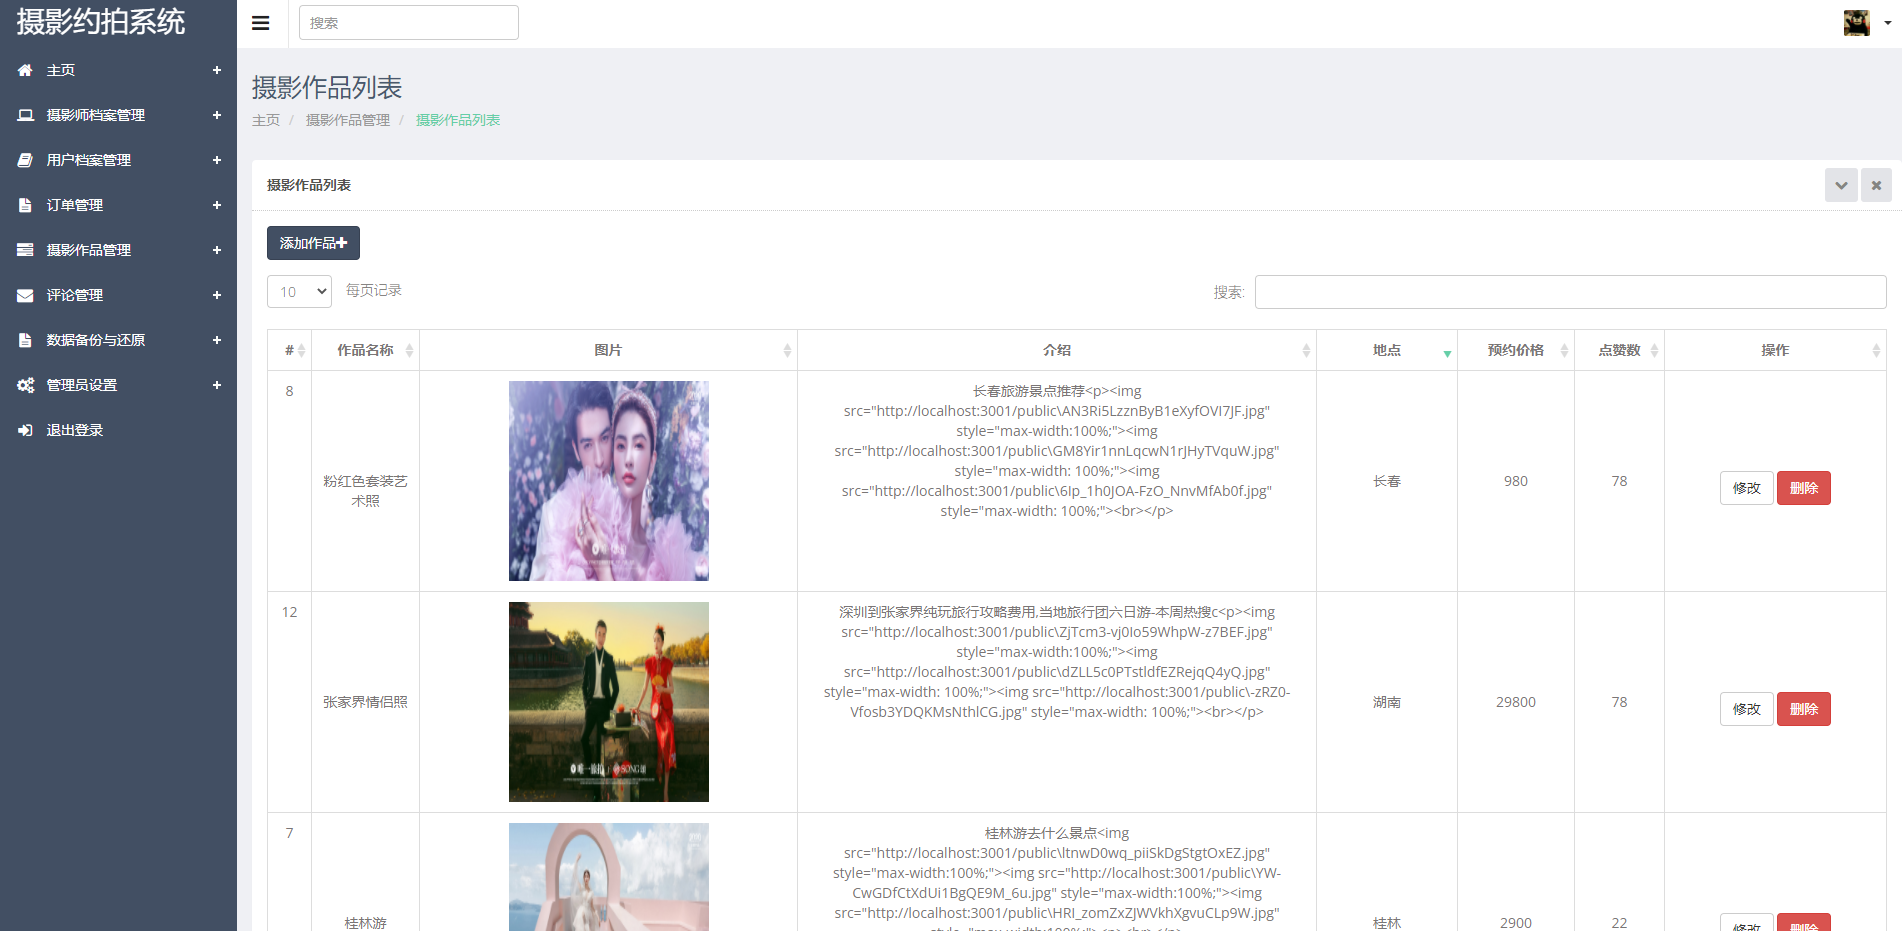 摄影约拍系统
搜索
主页
摄影师档案管理
用户档案管理
订单管理
摄影作品管理
评论管理
数据备份与还原
管理员设置
退出登录
摄影作品列表
主页 / 摄影作品管理 / 摄影作品列表
摄影作品列表
添加作品
10 每页记录
搜索:
# 作品名称 图片 介绍 地点 预约价格 点赞数 操作
8
粉红色套装艺
术照
长春旅游景点推荐<p><img
src="http://localhost:3001/public\AN3Ri5LzznByB1eXyfOVI7JF.jpg"
style="max-width:100%;"><img
src="http://localhost:3001/public\GM8Yir1nnLqcwN1rJHyTVquW.jpg"
style="max-width: 100%;"><img
src="http://localhost:3001/public\6Ip_1h0JOA-FzO_NnvMfAb0f.jpg"
style="max-width: 100%;"><br></p>
长春
980
78
修改 删除
12
张家界情侣照
深圳到张家界纯玩旅行攻略费用,当地旅行团六日游-本周热搜c<p><img
src="http://localhost:3001/public\ZjTcm3-vj0Io59WhpW-z7BEF.jpg"
style="max-width:100%;"><img
src="http://localhost:3001/public\dZLL5c0PTstldfEZRejqQ4yQ.jpg"
style="max-width: 100%;"><img src="http://localhost:3001/public\-zRZ0-
Vfosb3YDQKMsNthlCG.jpg" style="max-width: 100%;"><br></p>
湖南
29800
78
修改 删除
7
桂林游
桂林游去什么景点<img
src="http://localhost:3001/public\ltnwD0wq_piiSkDgStgtOxEZ.jpg"
style="max-width:100%;"><img src="http://localhost:3001/public\YW-
CwGDfCtXdUi1BgQE9M_6u.jpg" style="max-width:100%;"><img
src="http://localhost:3001/public\HRI_zomZxZJWVkhXgvuCLp9W.jpg"
桂林
2900
22
修改 删除